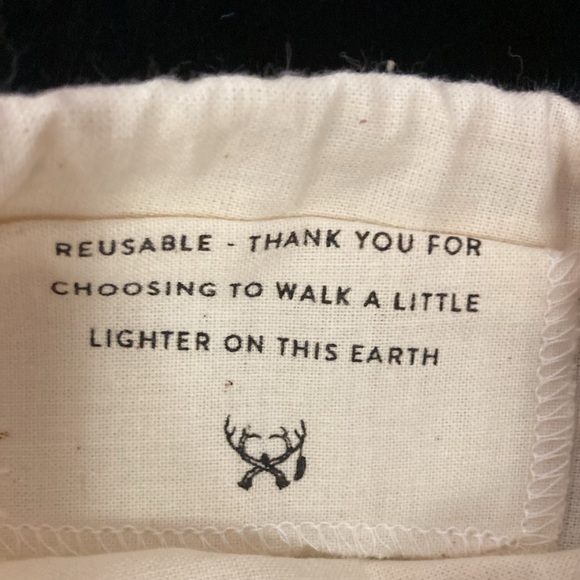 REUSABLE - THANK YOU FOR
CHOOSING TO WALK A LITTLE
LIGHTER ON THIS EARTH